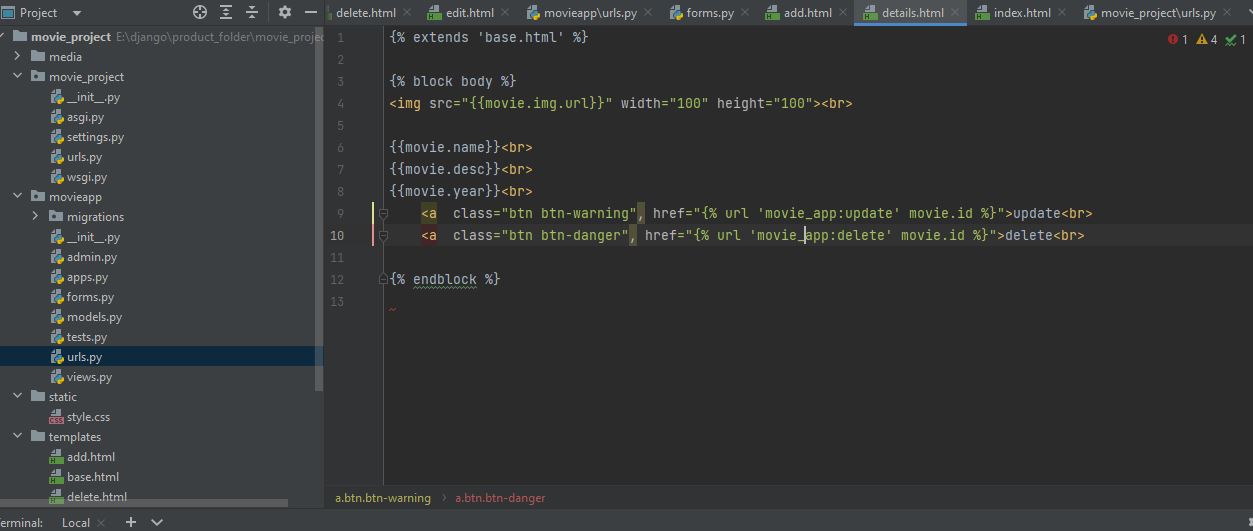 Project
delete.html
edit.html
movieapp\urls.py
forms.py
add.html
details.html
index.html
movie_project\urls.py
movie_project E:\django\product_folder\movie_projec
media
movie_project
__init__.py
asgi.py
settings.py
urls.py
wsgi.py
movieapp
migrations
__init__.py
admin.py
apps.py
forms.py
models.py
tests.py
urls.py
views.py
static
style.css
templates
add.html
base.html
delete.html
1 {% extends 'base.html' %}
2
3 {% block body %}
4 <img src="{{movie.img.url}}" width="100" height="100"><br>
5
6 {{movie.name}}<br>
7 {{movie.desc}}<br>
8 {{movie.year}}<br>
9 <a  class="btn btn-warning", href="{% url 'movie_app:update' movie.id %}">update<br>
10 <a  class="btn btn-danger", href="{% url 'movie_app:delete' movie.id %}">delete<br>
11
12 {% endblock %}
13
1 4 1
a.btn.btn-warning › a.btn.btn-danger
erminal: Local × +